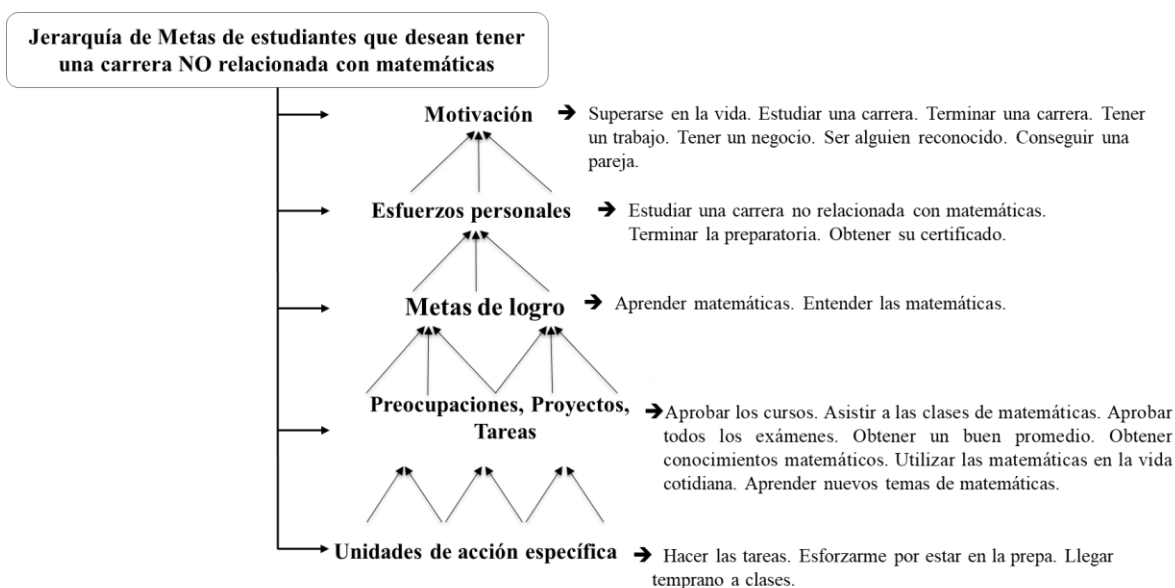 Jerarquía de Metas de estudiantes que desean tener
una carrera NO relacionada con matemáticas
Motivación
Superarse en la vida. Estudiar una carrera. Terminar una carrera. Tener
un trabajo. Tener un negocio. Ser alguien reconocido. Conseguir una
pareja.
Esfuerzos personales
Estudiar una carrera no relacionada con matemáticas.
Terminar la preparatoria. Obtener su certificado.
Metas de logro
Aprender matemáticas. Entender las matemáticas.
Preocupaciones, Proyectos,
Tareas
Aprobar los cursos. Asistir a las clases de matemáticas. Aprobar
todos los exámenes. Obtener un buen promedio. Obtener
conocimientos matemáticos. Utilizar las matemáticas en la vida
cotidiana. Aprender nuevos temas de matemáticas.
Unidades de acción específica
Hacer las tareas. Esforzarme por estar en la prepa. Llegar
temprano a clases.